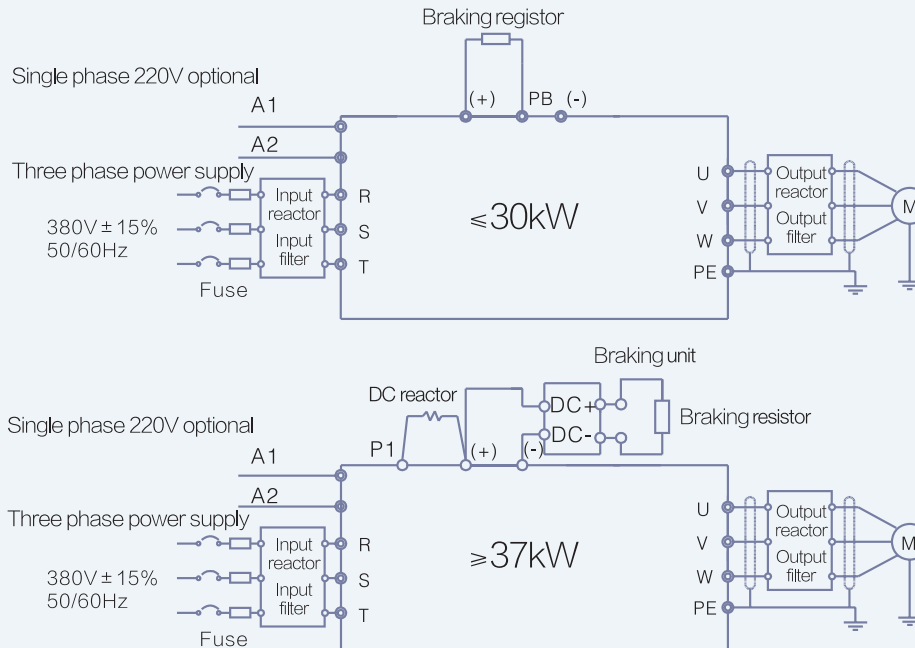 Braking registor
Single phase 220V optional
A1
(+) PB (-)
A2
Three phase power supply
380V ± 15%
50/60Hz
Fuse
Input
reactor
Input
filter
R
S
T
≤30kW
U
V
W
PE
Output
reactor
Output
filter
M
Braking unit
DC reactor
DC+
DC-
Braking resistor
Single phase 220V optional
P1
(+)
(-)
A1
A2
Three phase power supply
380V ± 15%
50/60Hz
Fuse
Input
reactor
Input
filter
R
S
T
≥37kW
U
V
W
PE
Output
reactor
Output
filter
M